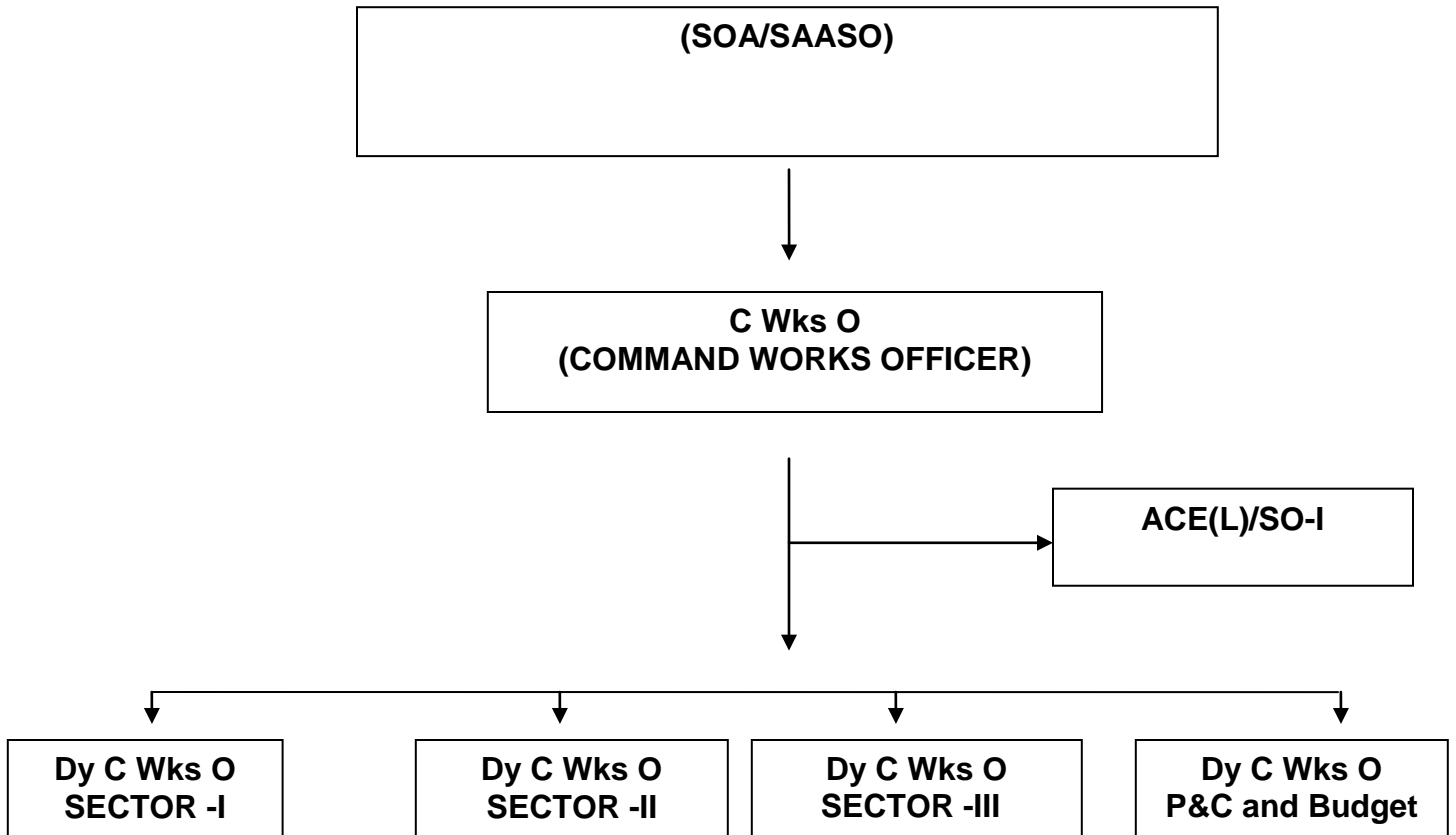 (SOA/SAASO)
C Wks O
(COMMAND WORKS OFFICER)
ACE(L)/SO-I
Dy C Wks O
SECTOR -I
Dy C Wks O
SECTOR -II
Dy C Wks O
SECTOR -III
Dy C Wks O
P&C and Budget